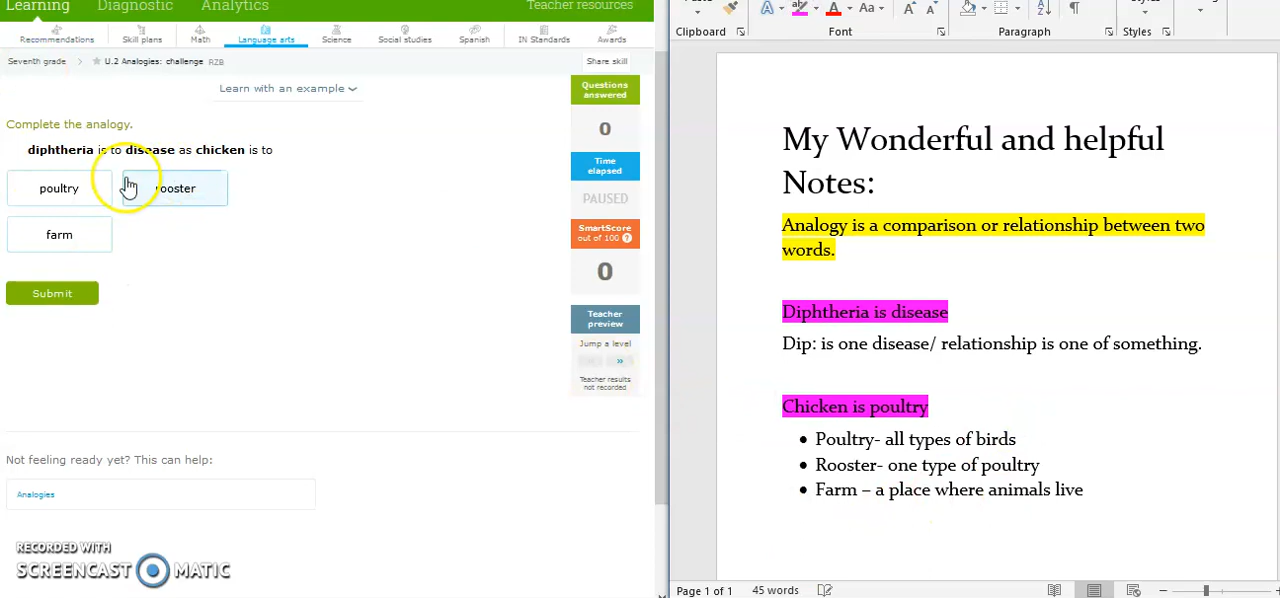 Learning Diagnostic Analytics Teacher resources
Recommendations Skill plans Math Language arts Science Social studies Spanish IN Standards Awards
Seventh grade > U.2 Analogies: challenge RZB Share skill
Learn with an example
Complete the analogy.
diphtheria is to disease as chicken is to
poultry rooster
farm
Submit
Questions
answered
0
Time
elapsed
PAUSED
SmartScore
out of 100 ?
0
Teacher
preview
Jump a level
»
Teacher results
not recorded
Not feeling ready yet? This can help:
Analogies
RECORDED WITH
SCREENCAST MATIC
Aa
Clipboard Font Paragraph Styles
My Wonderful and helpful
Notes:
Analogy is a comparison or relationship between two
words.
Diphtheria is disease
Dip: is one disease/ relationship is one of something.
Chicken is poultry
• Poultry- all types of birds
• Rooster- one type of poultry
• Farm – a place where animals live
Page 1 of 1 45 words